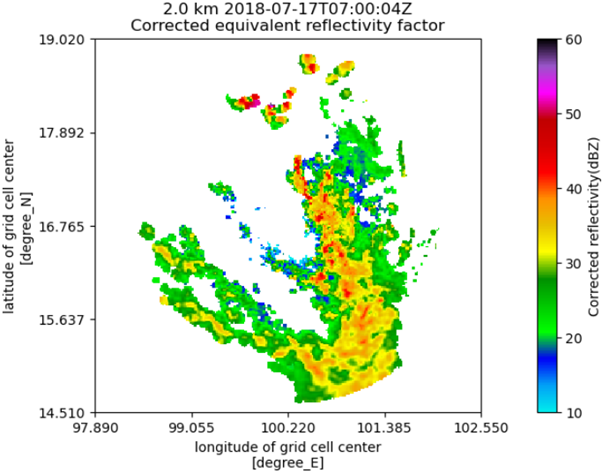 2.0 km 2018-07-17T07:00:04Z
Corrected equivalent reflectivity factor
19.020
17.892
16.765
15.637
14.510
latitude of grid cell center
[degree_N]
97.890
99.055
100.220
101.385
102.550
longitude of grid cell center
[degree_E]
60
50
40
30
20
10
Corrected reflectivity(dBZ)